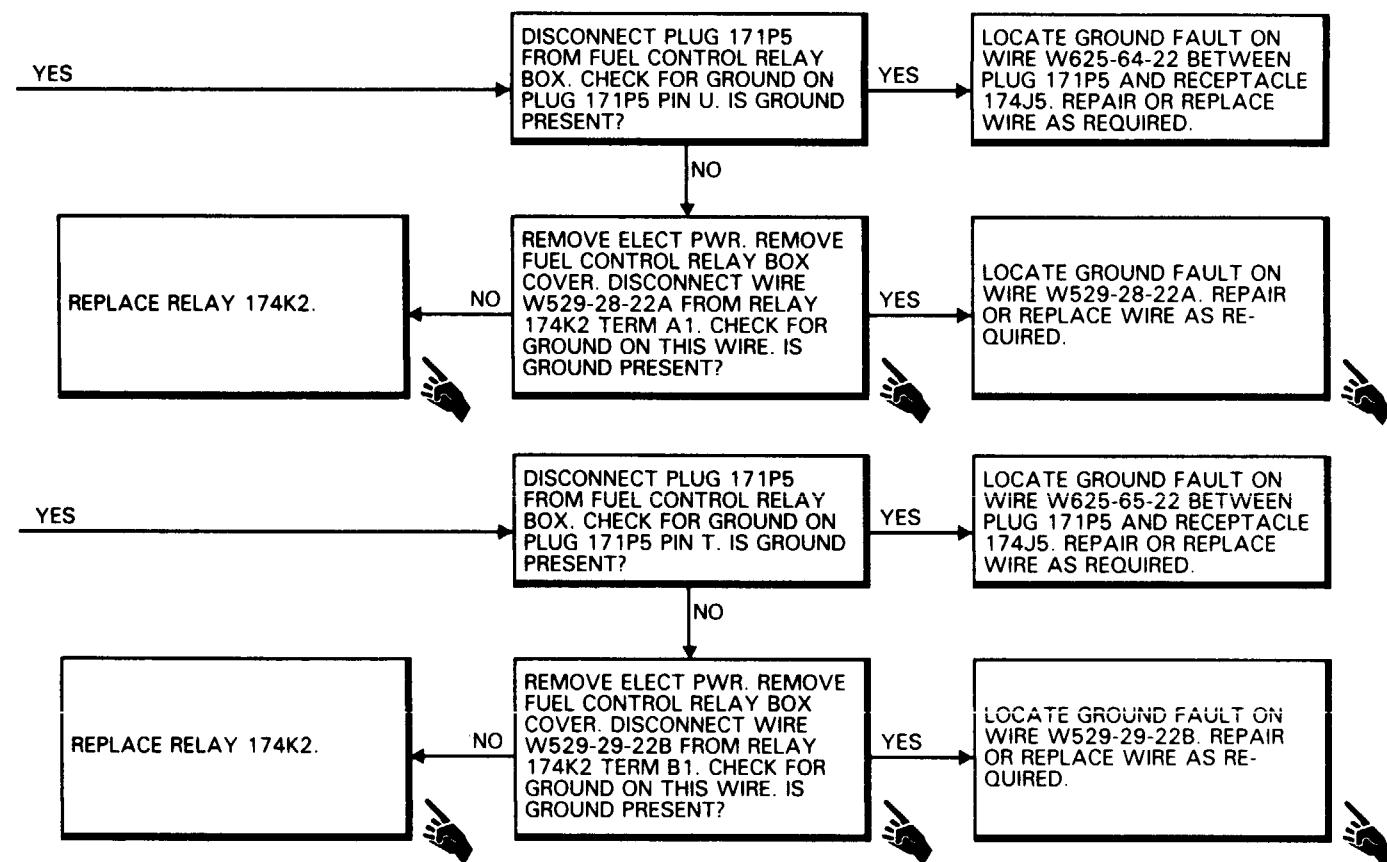 YES
DISCONNECT PLUG 171P5
FROM FUEL CONTROL RELAY
BOX. CHECK FOR GROUND ON
PLUG 171P5 PIN U. IS GROUND
PRESENT?
YES
LOCATE GROUND FAULT ON
WIRE W625-64-22 BETWEEN
PLUG 171P5 AND RECEPTACLE
174J5. REPAIR OR REPLACE
WIRE AS REQUIRED.
NO
REPLACE RELAY 174K2.
NO
REMOVE ELECT PWR. REMOVE
FUEL CONTROL RELAY BOX
COVER. DISCONNECT WIRE
W529-28-22A FROM RELAY
174K2 TERM A1. CHECK FOR
GROUND ON THIS WIRE. IS
GROUND PRESENT?
YES
LOCATE GROUND FAULT ON
WIRE W529-28-22A. REPAIR
OR REPLACE WIRE AS RE-
QUIRED.
YES
DISCONNECT PLUG 171P5
FROM FUEL CONTROL RELAY
BOX. CHECK FOR GROUND ON
PLUG 171P5 PIN T. IS GROUND
PRESENT?
YES
LOCATE GROUND FAULT ON
WIRE W625-65-22 BETWEEN
PLUG 171P5 AND RECEPTACLE
174J5. REPAIR OR REPLACE
WIRE AS REQUIRED.
NO
REPLACE RELAY 174K2.
NO
REMOVE ELECT PWR. REMOVE
FUEL CONTROL RELAY BOX
COVER. DISCONNECT WIRE
W529-29-22B FROM RELAY
174K2 TERM B1. CHECK FOR
GROUND ON THIS WIRE. IS
GROUND PRESENT?
YES
LOCATE GROUND FAULT ON
WIRE W529-29-22B. REPAIR
OR REPLACE WIRE AS RE-
QUIRED.